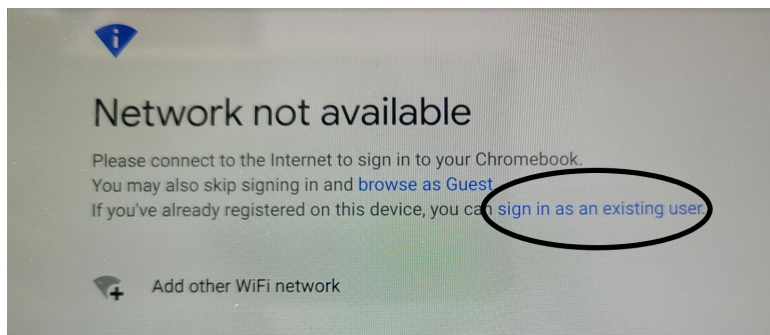 Network not available
Please connect to the Internet to sign in to your Chromebook.
You may also skip signing in and browse as Guest.
If you've already registered on this device, you can sign in as an existing user.
Add other WiFi network